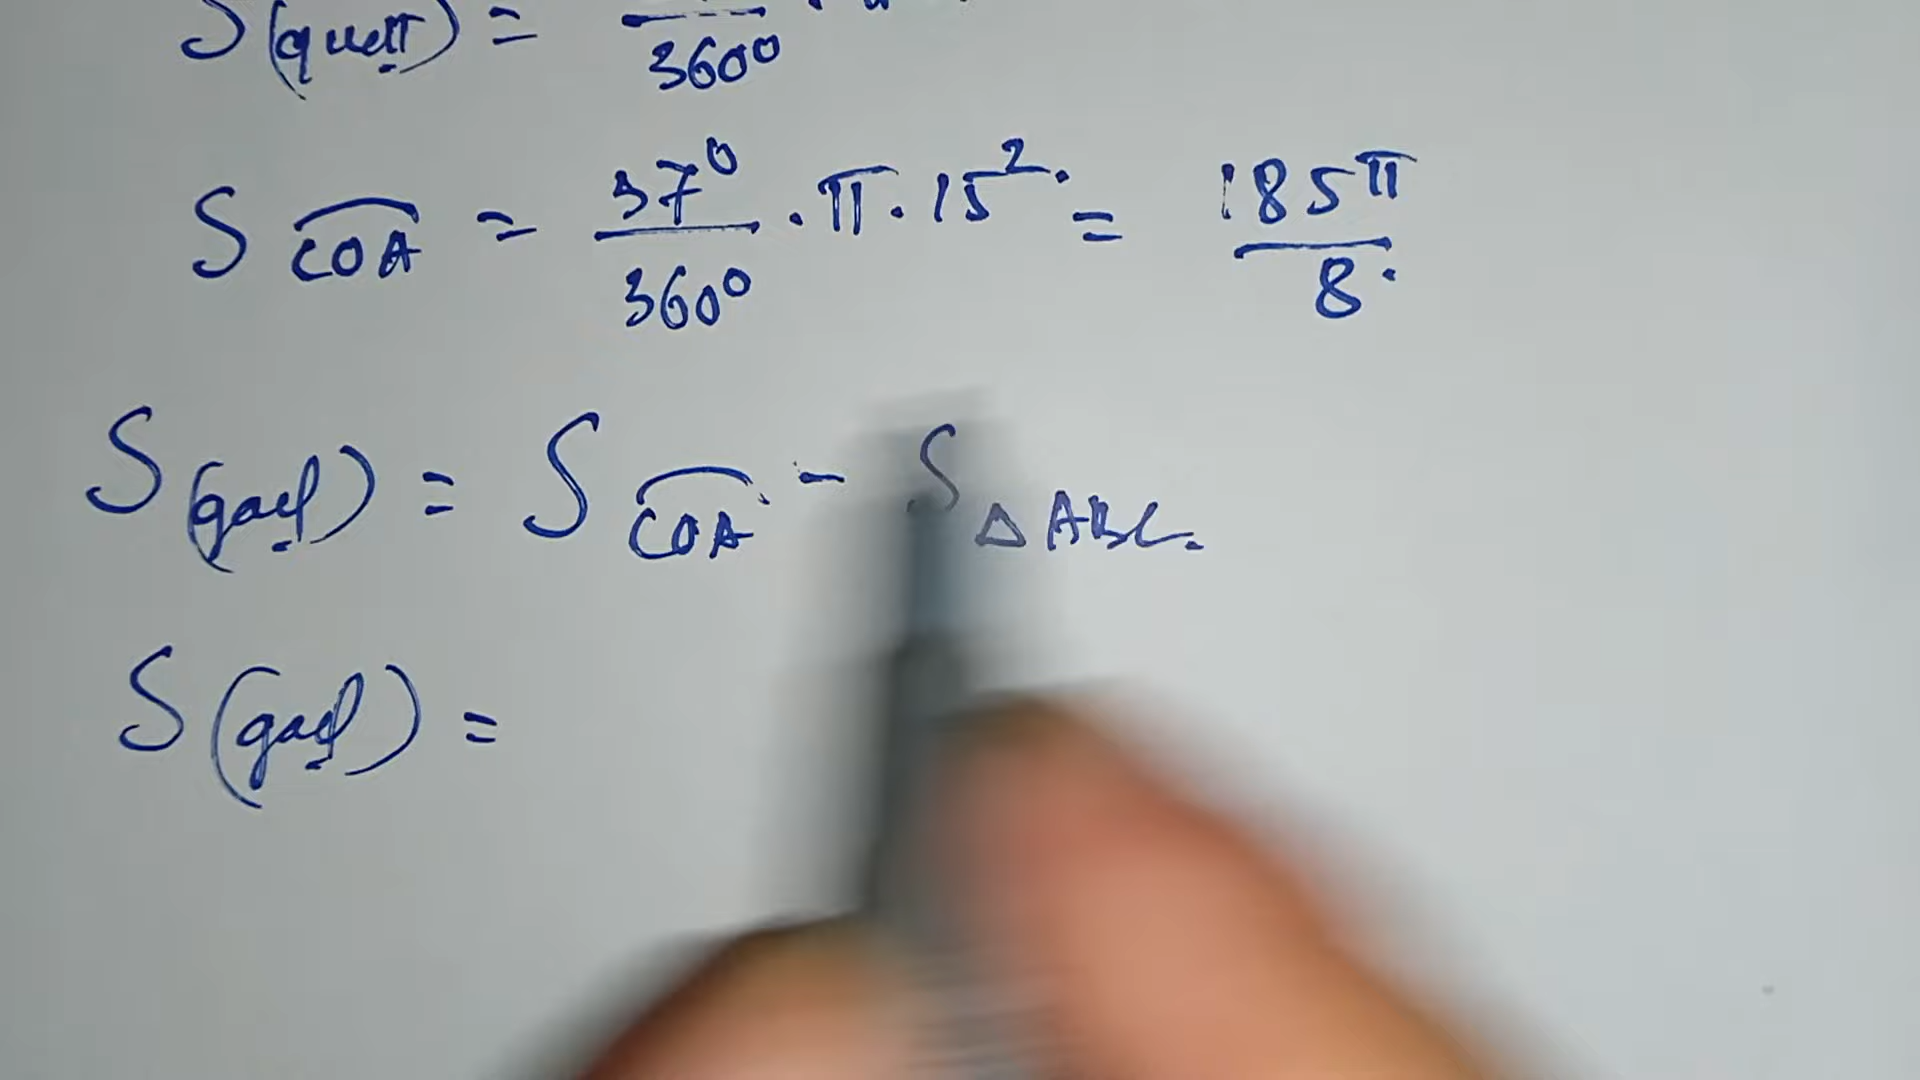 S(quạt) = /360⁰ . π
S COA = 37⁰/360⁰ . π . 15². = 185π/8.
S(gạch) = S COA - S ΔABC.
S(gạch) =